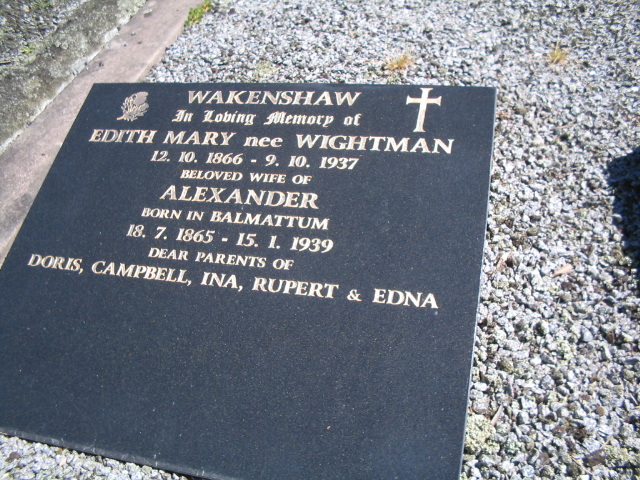 WAKENSHAW
In Loving Memory of
EDITH MARY nee WIGHTMAN
12. 10. 1866 - 9. 10. 1937
BELOVED WIFE OF
ALEXANDER
BORN IN BALMATTUM
18. 7. 1865 - 15. 1. 1939
DEAR PARENTS OF
DORIS, CAMPBELL, INA, RUPERT & EDNA